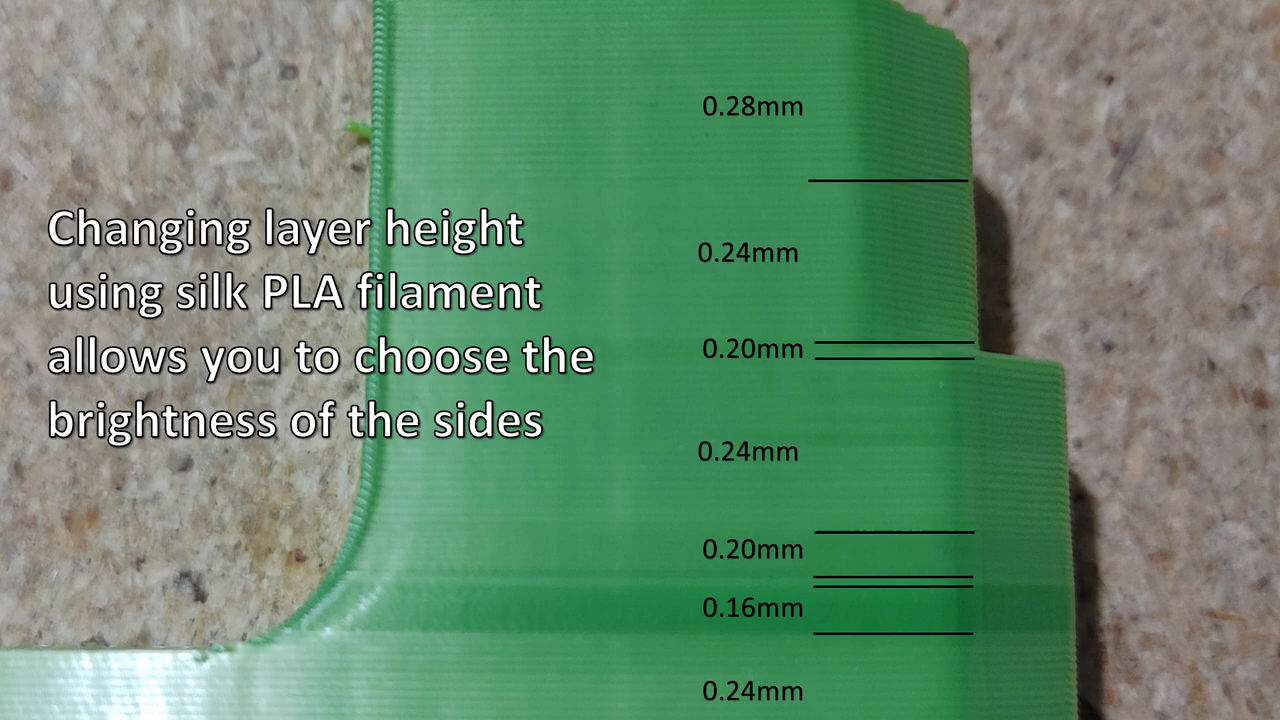 Changing layer height
using silk PLA filament
allows you to choose the
brightness of the sides
0.28mm
0.24mm
0.20mm
0.24mm
0.20mm
0.16mm
0.24mm